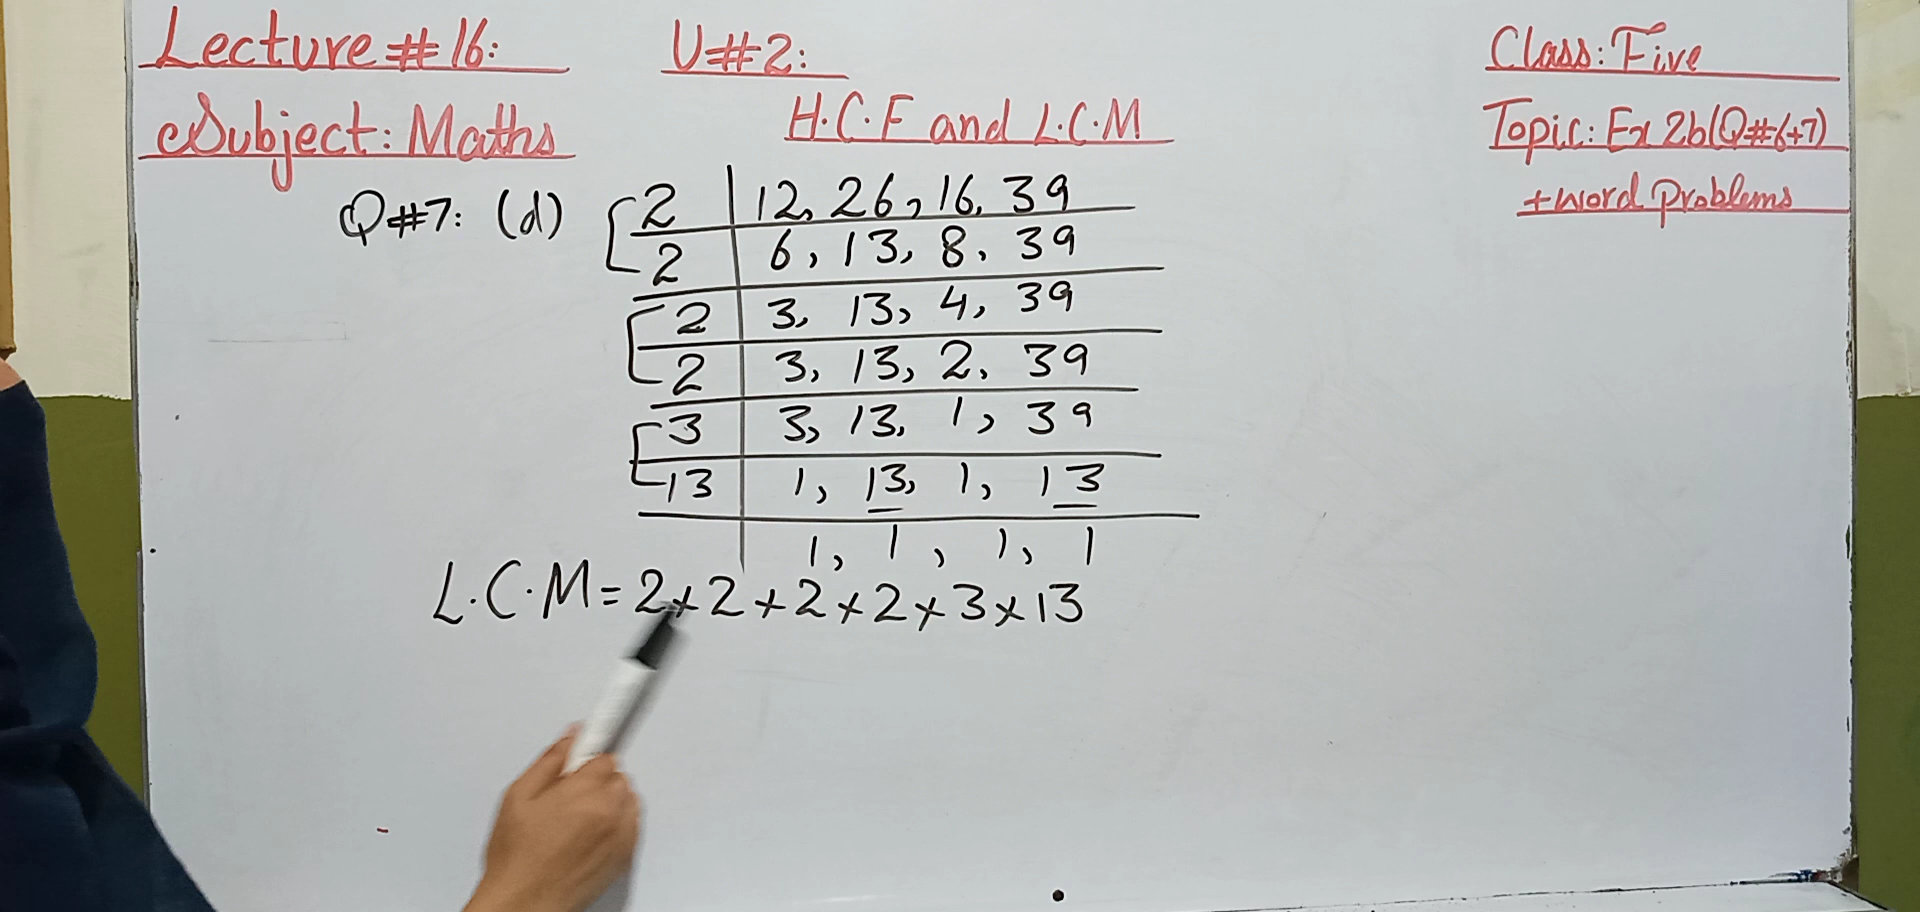 Lecture # 16:
U#2:
Class: Five
Subject: Maths
H.C.F and L.C.M
Topic: Ex 2b(Q#6+7)
+word problems
Q#7: (d)
2 | 12, 26, 16, 39
2 | 6, 13, 8, 39
2 | 3, 13, 4, 39
2 | 3, 13, 2, 39
3 | 3, 13, 1, 39
13 | 1, 13, 1, 13
1, 1, 1, 1
L.C.M = 2 × 2 × 2 × 2 × 3 × 13